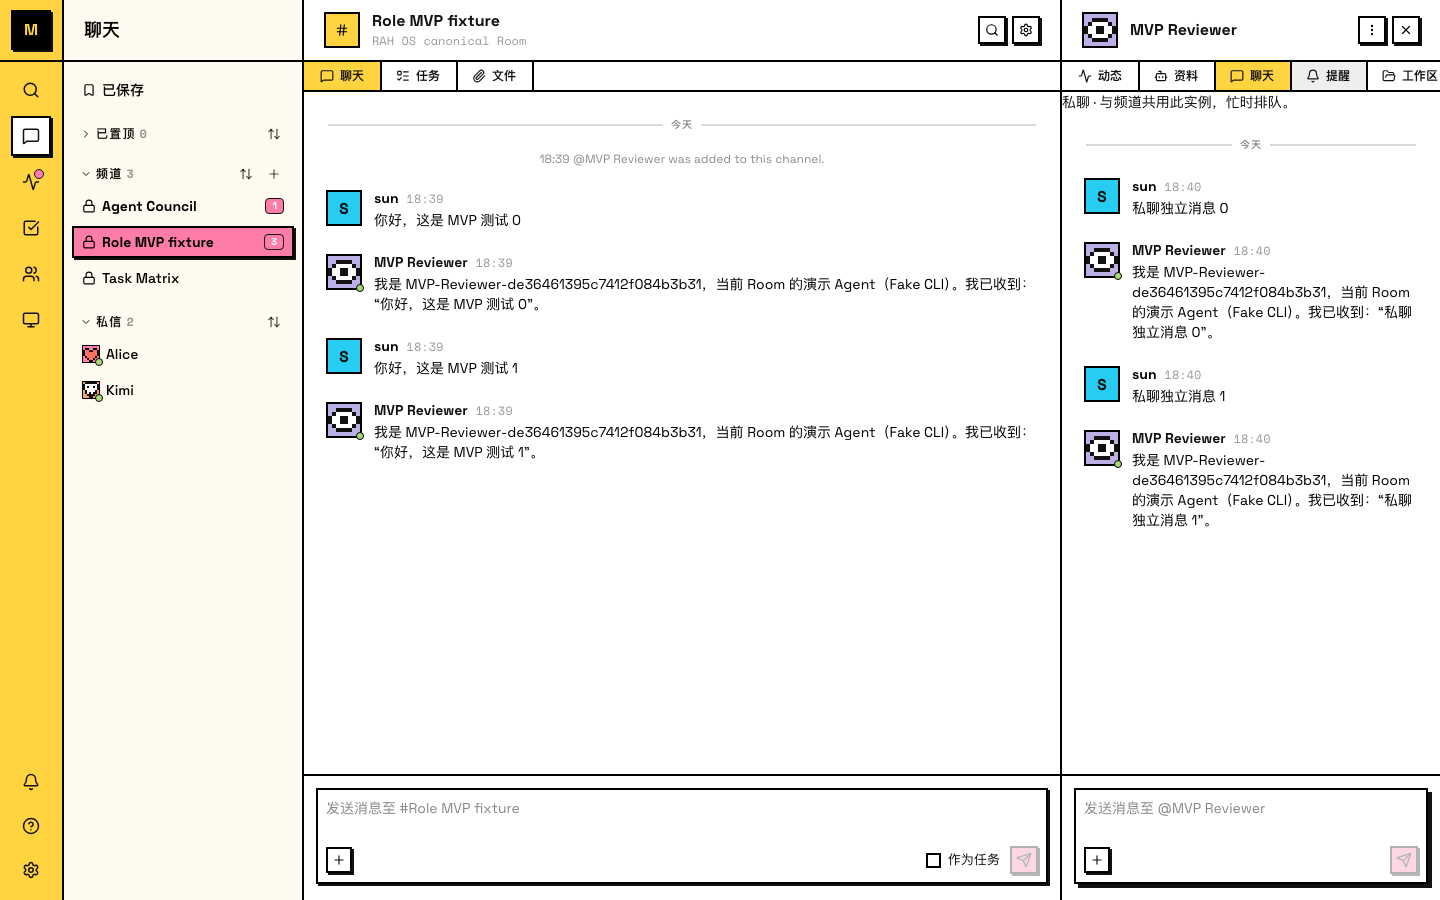 M
聊天
已保存
已置顶 0
频道 3
Agent Council 1
Role MVP fixture 3
Task Matrix
私信 2
Alice
Kimi
#
Role MVP fixture
RAH OS canonical Room
聊天 任务 文件
今天
18:39 @MVP Reviewer was added to this channel.
S
sun 18:39
你好，这是 MVP 测试 0
MVP Reviewer 18:39
我是 MVP-Reviewer-de36461395c7412f084b3b31，当前 Room 的演示 Agent（Fake CLI）。我已收到：
“你好，这是 MVP 测试 0”。
S
sun 18:39
你好，这是 MVP 测试 1
MVP Reviewer 18:39
我是 MVP-Reviewer-de36461395c7412f084b3b31，当前 Room 的演示 Agent（Fake CLI）。我已收到：
“你好，这是 MVP 测试 1”。
发送消息至 #Role MVP fixture
作为任务
MVP Reviewer
动态 资料 聊天 提醒 工作区
私聊 · 与频道共用此实例，忙时排队。
今天
S
sun 18:40
私聊独立消息 0
MVP Reviewer 18:40
我是 MVP-Reviewer-
de36461395c7412f084b3b31，当前 Room
的演示 Agent（Fake CLI）。我已收到：“私聊
独立消息 0”。
S
sun 18:40
私聊独立消息 1
MVP Reviewer 18:40
我是 MVP-Reviewer-
de36461395c7412f084b3b31，当前 Room
的演示 Agent（Fake CLI）。我已收到：“私聊
独立消息 1”。
发送消息至 @MVP Reviewer